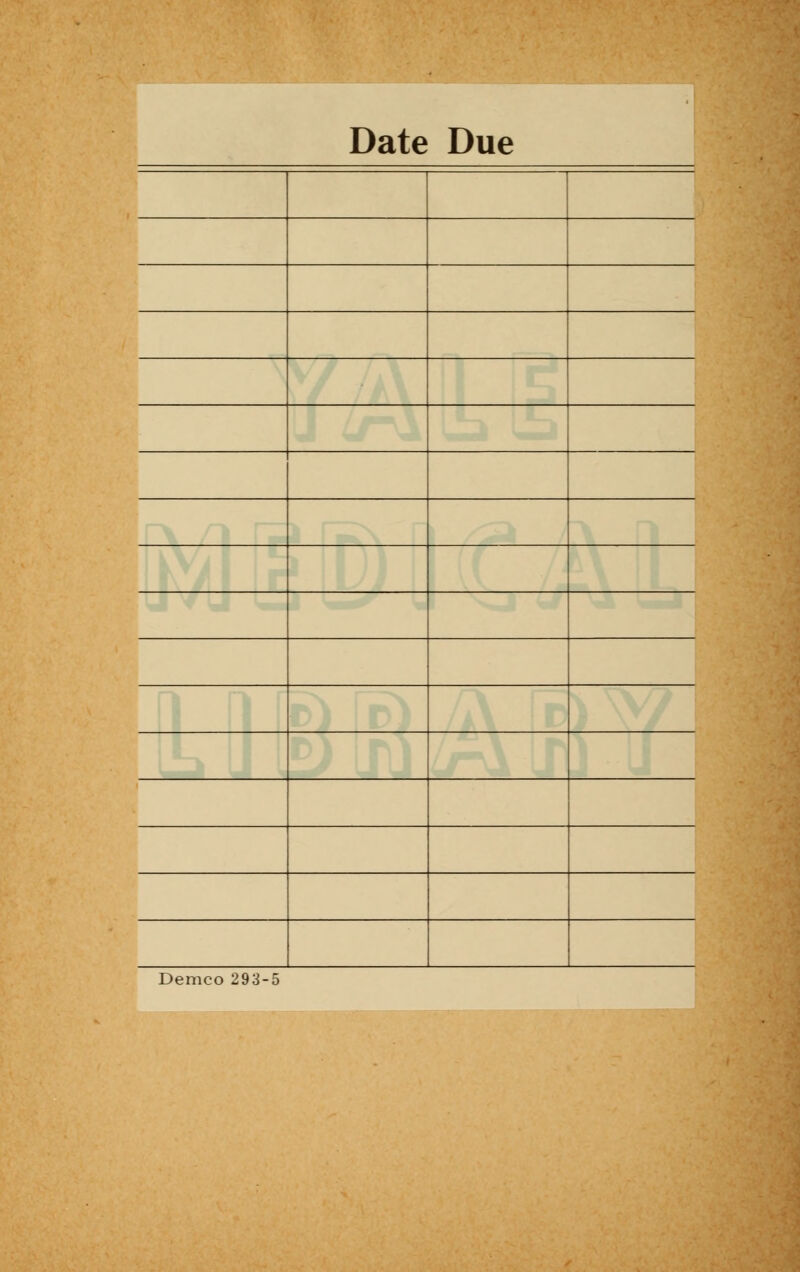 Date Due
YALE
MEDICAL
LIBRARY
Demco 293-5